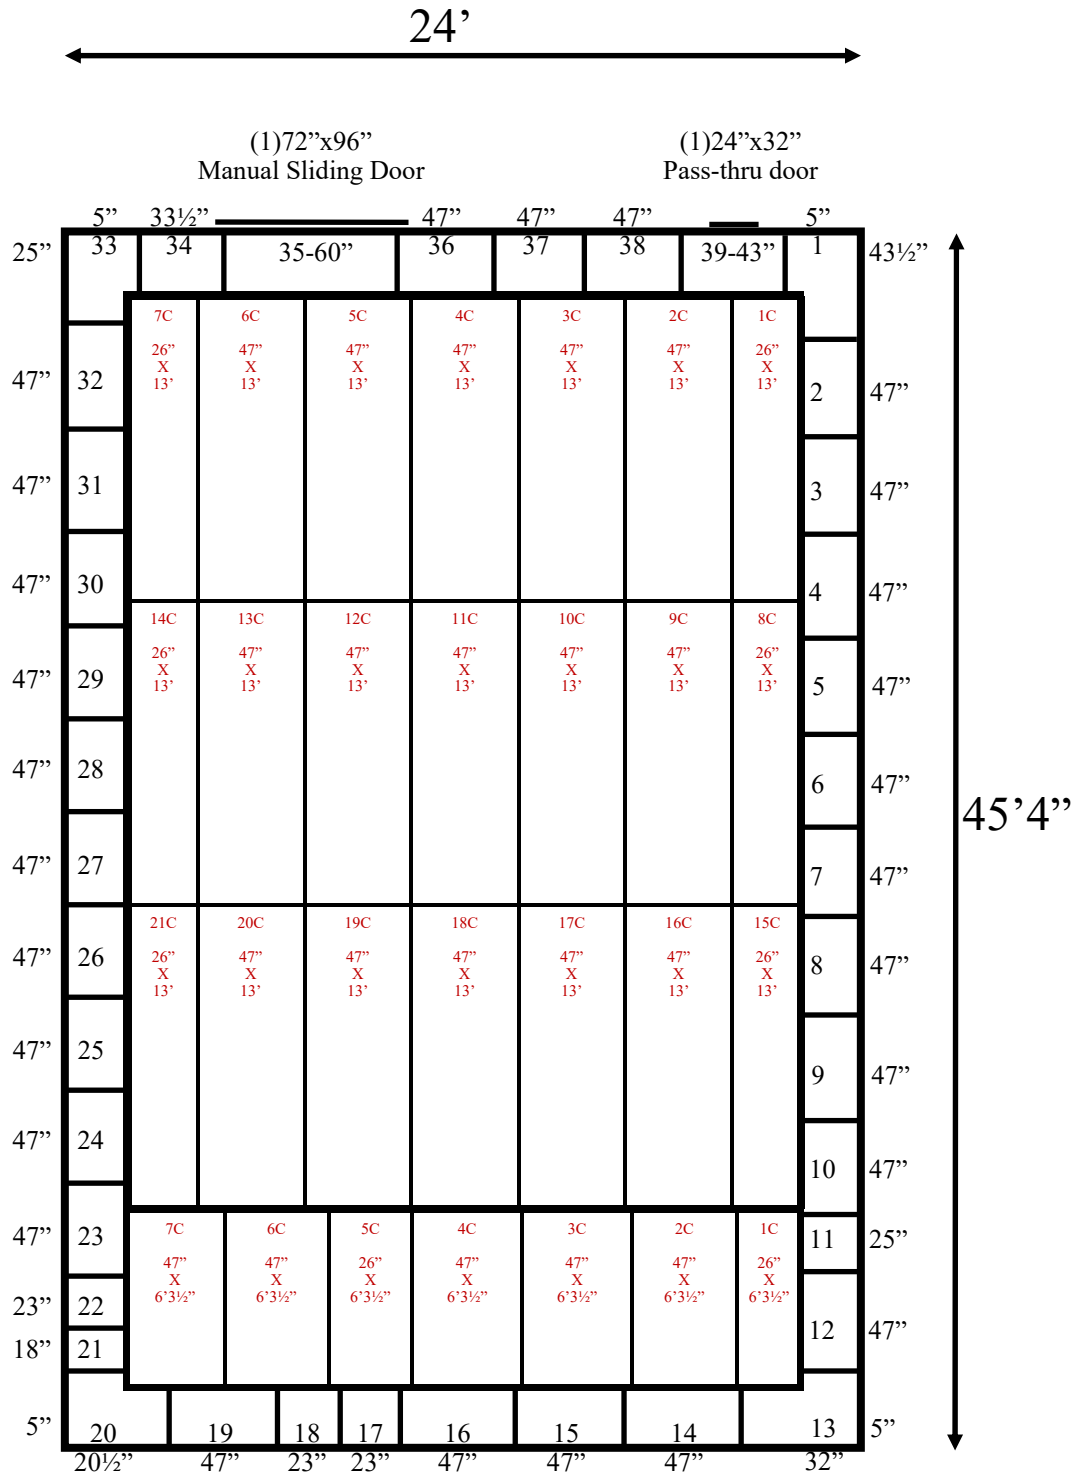 24’
(1)72”x96”
Manual Sliding Door
(1)24”x32”
Pass-thru door
5” 33½” 47” 47” 47” 5”
25” 33 34 35-60” 36 37 38 39-43” 1 43½”
7C 6C 5C 4C 3C 2C 1C
26” 47” 47” 47” 47” 47” 26”
X X X X X X X
13’ 13’ 13’ 13’ 13’ 13’ 13’
47” 32 2 47”
47” 31 3 47”
47” 30 4 47”
14C 13C 12C 11C 10C 9C 8C
26” 47” 47” 47” 47” 47” 26”
X X X X X X X
13’ 13’ 13’ 13’ 13’ 13’ 13’
47” 29 5 47”
47” 28 6 47”
45’4”
47” 27 7 47”
21C 20C 19C 18C 17C 16C 15C
26” 47” 47” 47” 47” 47” 26”
X X X X X X X
13’ 13’ 13’ 13’ 13’ 13’ 13’
47” 26 8 47”
47” 25 9 47”
47” 24 10 47”
7C 6C 5C 4C 3C 2C 1C
47” 47” 26” 47” 47” 47” 26”
X X X X X X X
6’3½” 6’3½” 6’3½” 6’3½” 6’3½” 6’3½” 6’3½”
47” 23 11 25”
23” 22 12 47”
18” 21
5” 20 19 18 17 16 15 14 13 5”
20½” 47” 23” 23” 47” 47” 47” 32”